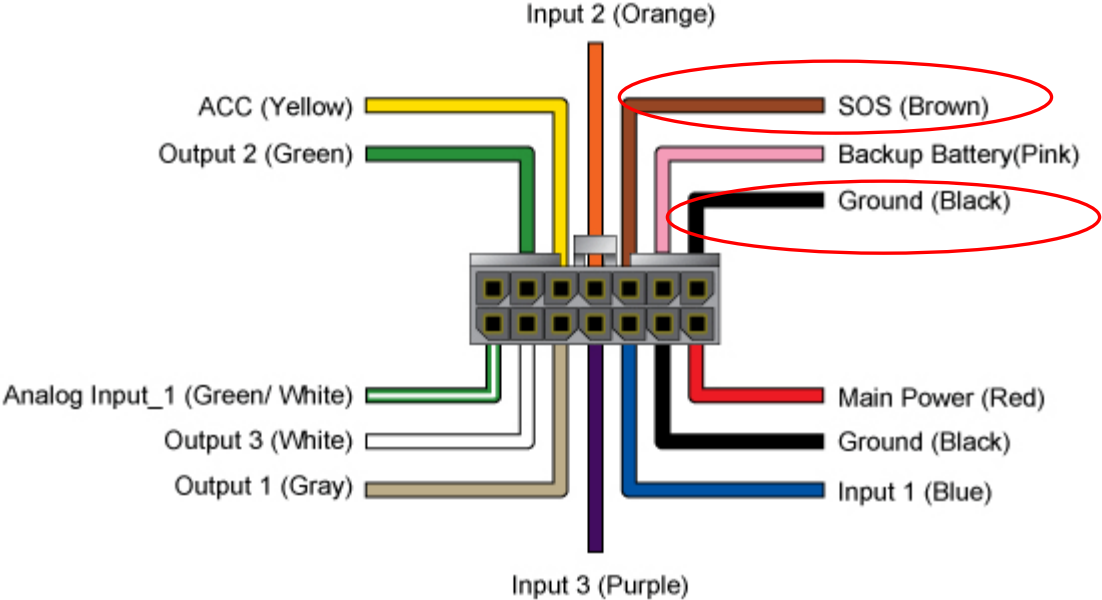 Input 2 (Orange)
ACC (Yellow)
SOS (Brown)
Output 2 (Green)
Backup Battery(Pink)
Ground (Black)
Analog Input_1 (Green/ White)
Main Power (Red)
Output 3 (White)
Ground (Black)
Output 1 (Gray)
Input 1 (Blue)
Input 3 (Purple)